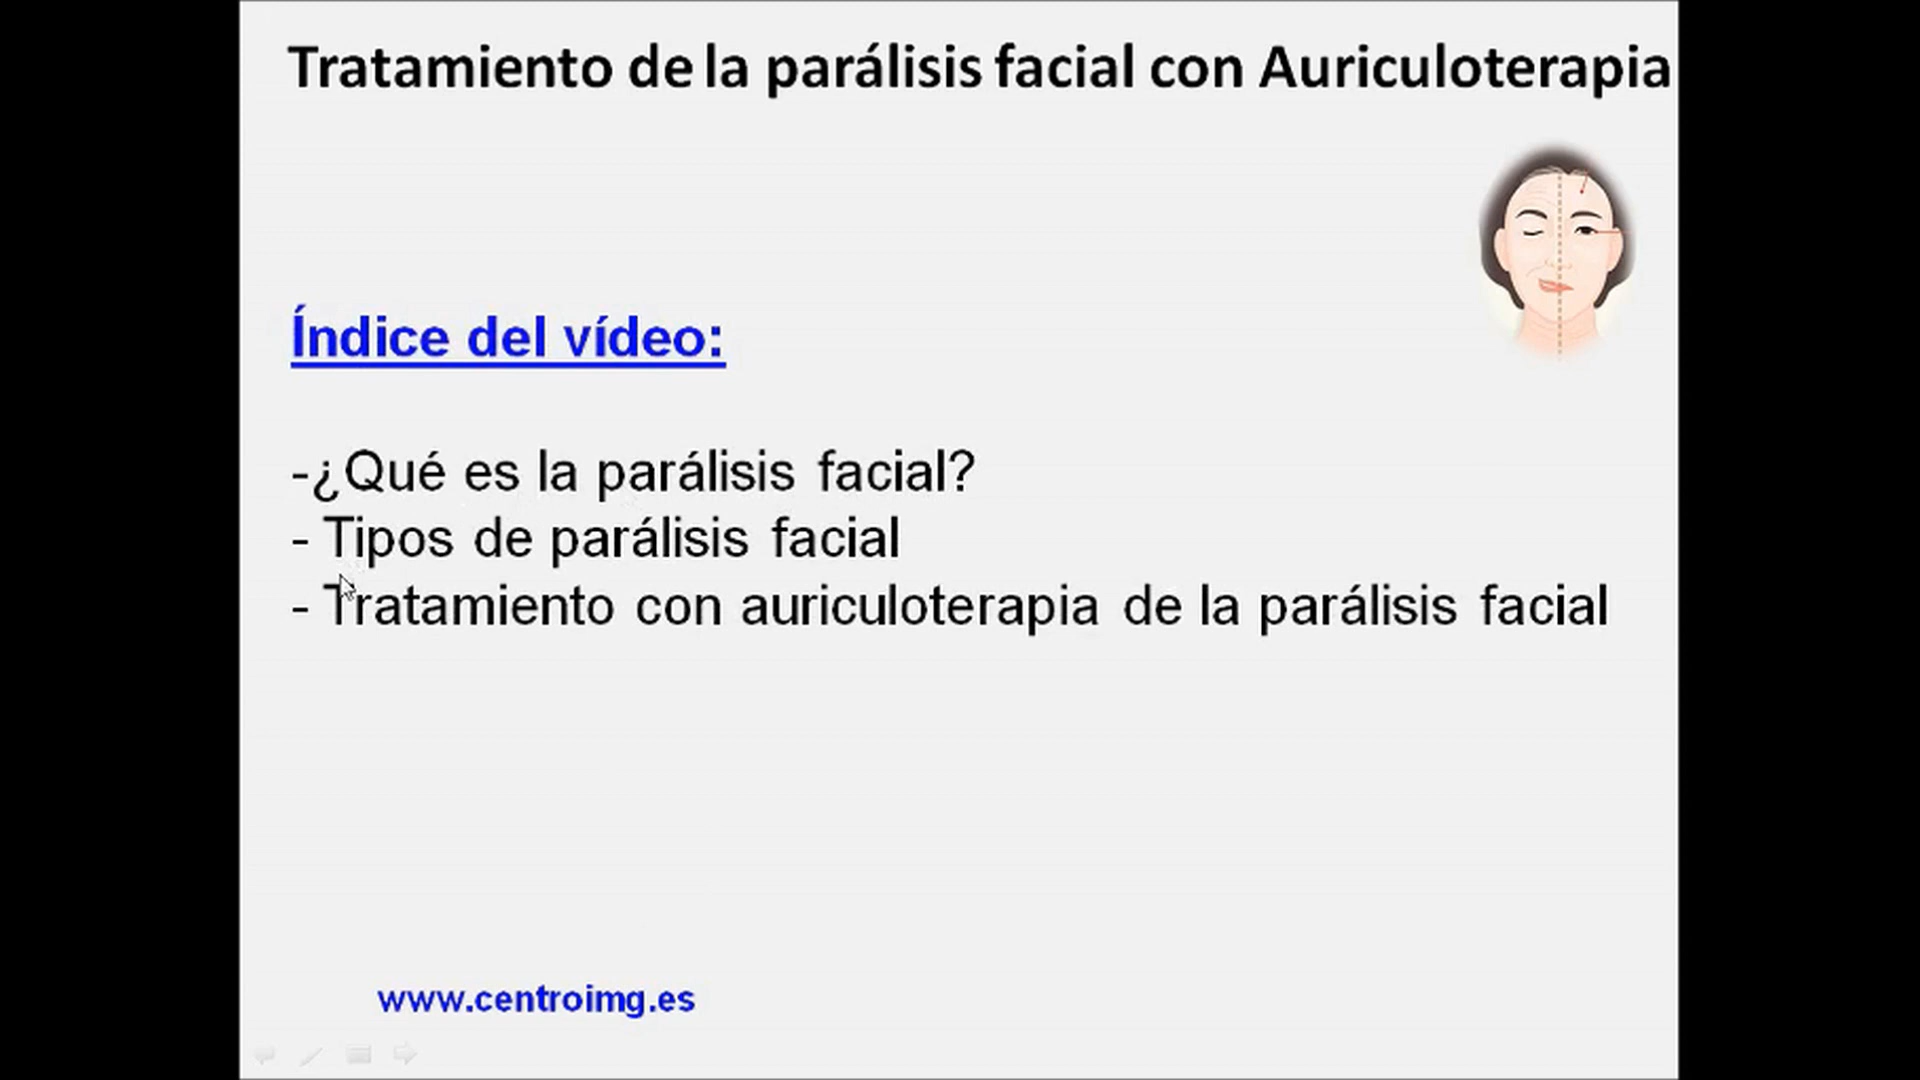 Tratamiento de la parálisis facial con Auriculoterapia
Índice del vídeo:
-¿Qué es la parálisis facial?
- Tipos de parálisis facial
- Tratamiento con auriculoterapia de la parálisis facial
www.centroimg.es